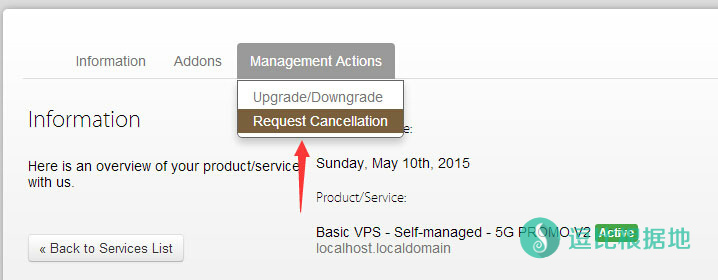 Information Addons Management Actions
Upgrade/Downgrade
Request Cancellation
Information
Here is an overview of your product/service
with us.
Sunday, May 10th, 2015
Product/Service:
Basic VPS - Self-managed - 5G PROMO V2 Active
localhost.localdomain
« Back to Services List
逗比根据地